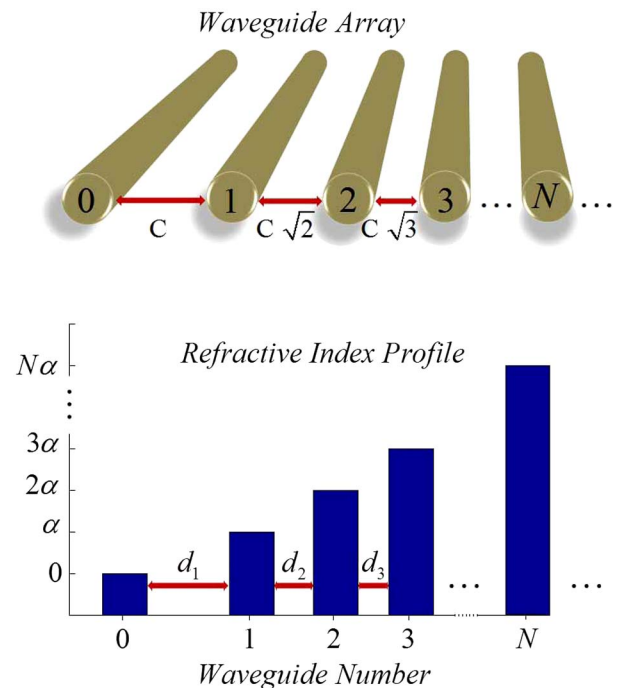 Waveguide Array
0 1 2 3 ... N ...
C C √2 C √3
Refractive Index Profile
Nα
⋮
3α
2α
α
0
d₁ d₂ d₃ ... ...
0 1 2 3 N
Waveguide Number